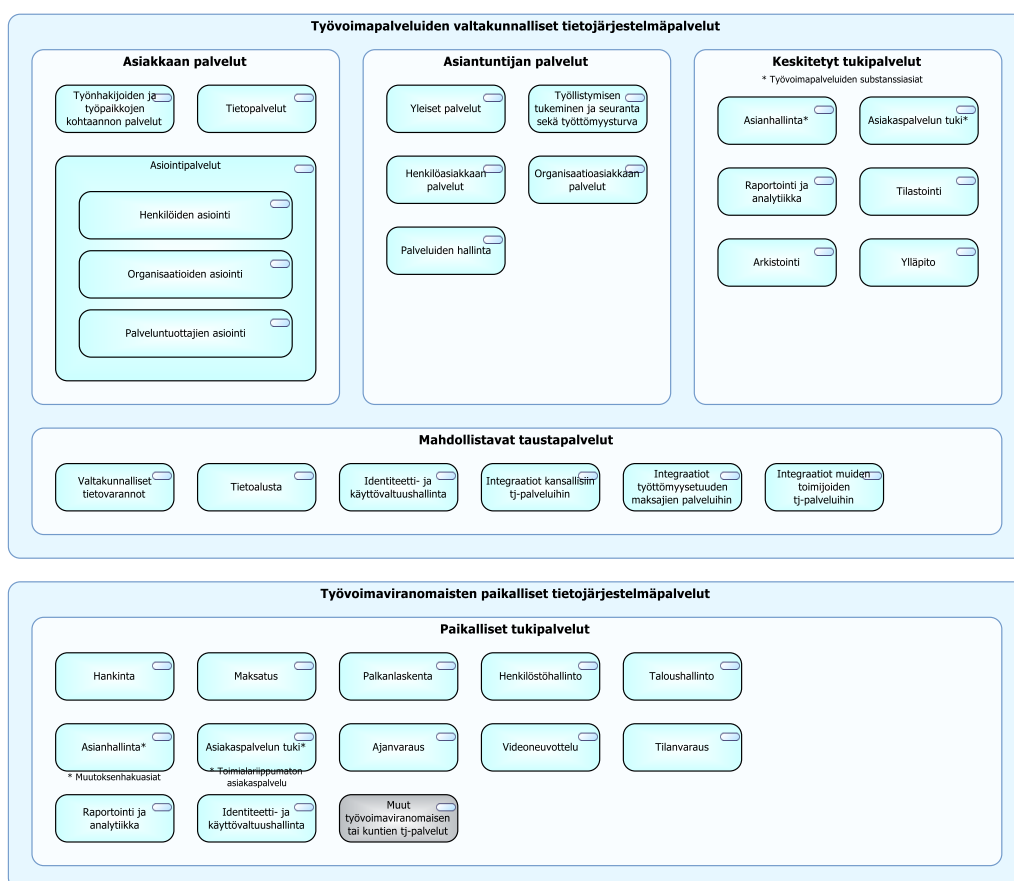 Työvoimapalveluiden valtakunnalliset tietojärjestelmäpalvelut
Asiakkaan palvelut
Työnhakijoiden ja
työpaikkojen
kohtaannon palvelut
Tietopalvelut
Asiointipalvelut
Henkilöiden asiointi
Organisaatioiden asiointi
Palveluntuottajien asiointi
Asiantuntijan palvelut
Yleiset palvelut
Työllistymisen
tukeminen ja seuranta
sekä työttömyysturva
Henkilöasiakkaan
palvelut
Organisaatioasiakkaan
palvelut
Palveluiden hallinta
Keskitetyt tukipalvelut
* Työvoimapalveluiden substanssiasiat
Asianhallinta*
Asiakaspalvelun tuki*
Raportointi ja
analytiikka
Tilastointi
Arkistointi
Ylläpito
Mahdollistavat taustapalvelut
Valtakunnalliset
tietovarannot
Tietoalusta
Identiteetti- ja
käyttövaltuushallinta
Integraatiot kansallisiin
tj-palveluihin
Integraatiot
työttömyysetuuden
maksajien palveluihin
Integraatiot muiden
toimijoiden
tj-palveluihin
Työvoimaviranomaisten paikalliset tietojärjestelmäpalvelut
Paikalliset tukipalvelut
Hankinta
Maksatus
Palkanlaskenta
Henkilöstöhallinto
Taloushallinto
Asianhallinta*
* Muutoksenhakuasiat
Asiakaspalvelun tuki*
* Toimialariippumaton
asiakaspalvelu
Ajanvaraus
Videoneuvottelu
Tilanvaraus
Raportointi ja
analytiikka
Identiteetti- ja
käyttövaltuushallinta
Muut
työvoimaviranomaisen
tai kuntien tj-palvelut